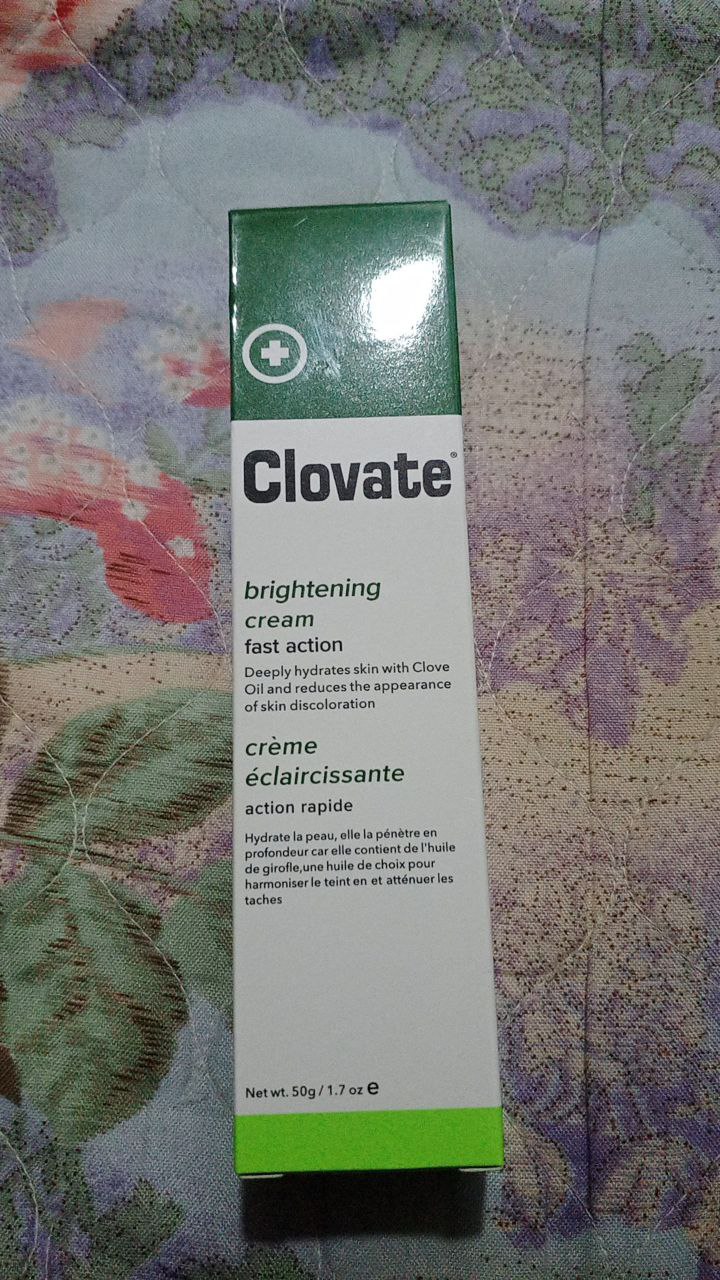 Clovate®
brightening
cream
fast action
Deeply hydrates skin with Clove
Oil and reduces the appearance
of skin discoloration
crème
éclaircissante
action rapide
Hydrate la peau, elle la pénètre en
profondeur car elle contient de l'huile
de girofle,une huile de choix pour
harmoniser le teint en et atténuer les
taches
Net wt. 50g / 1.7 oz e